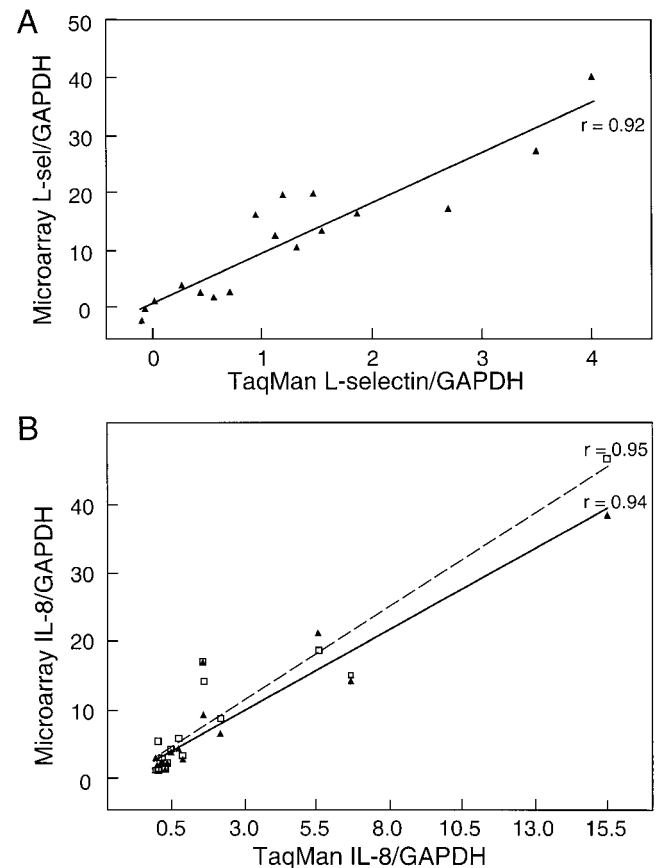 A
50
40
30
20
10
0
Microarray L-sel/GAPDH
r = 0.92
0 1 2 3 4
TaqMan L-selectin/GAPDH
B
r = 0.95
r = 0.94
40
30
20
10
0
Microarray IL-8/GAPDH
0.5 3.0 5.5 8.0 10.5 13.0 15.5
TaqMan IL-8/GAPDH